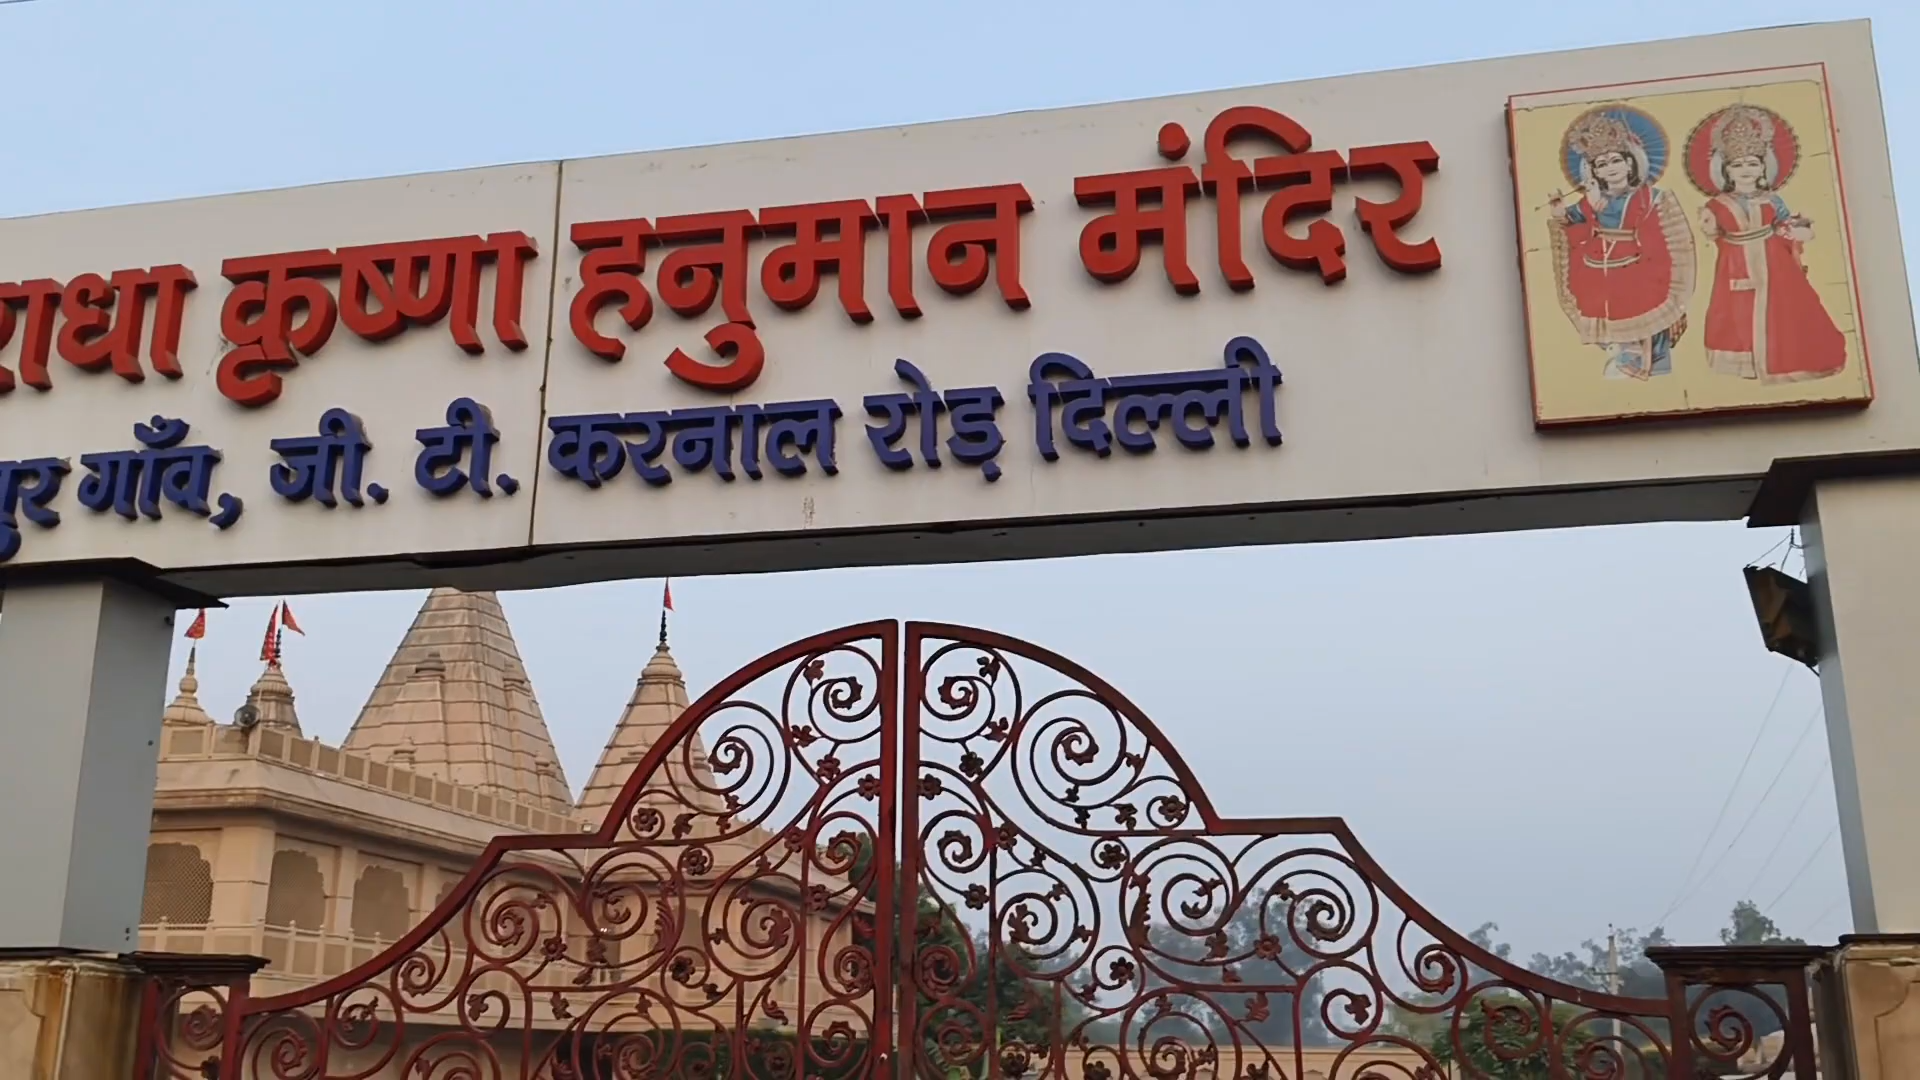 राधा कृष्णा हनुमान मंदिर
गाँव, जी. टी. करनाल रोड़ दिल्ली